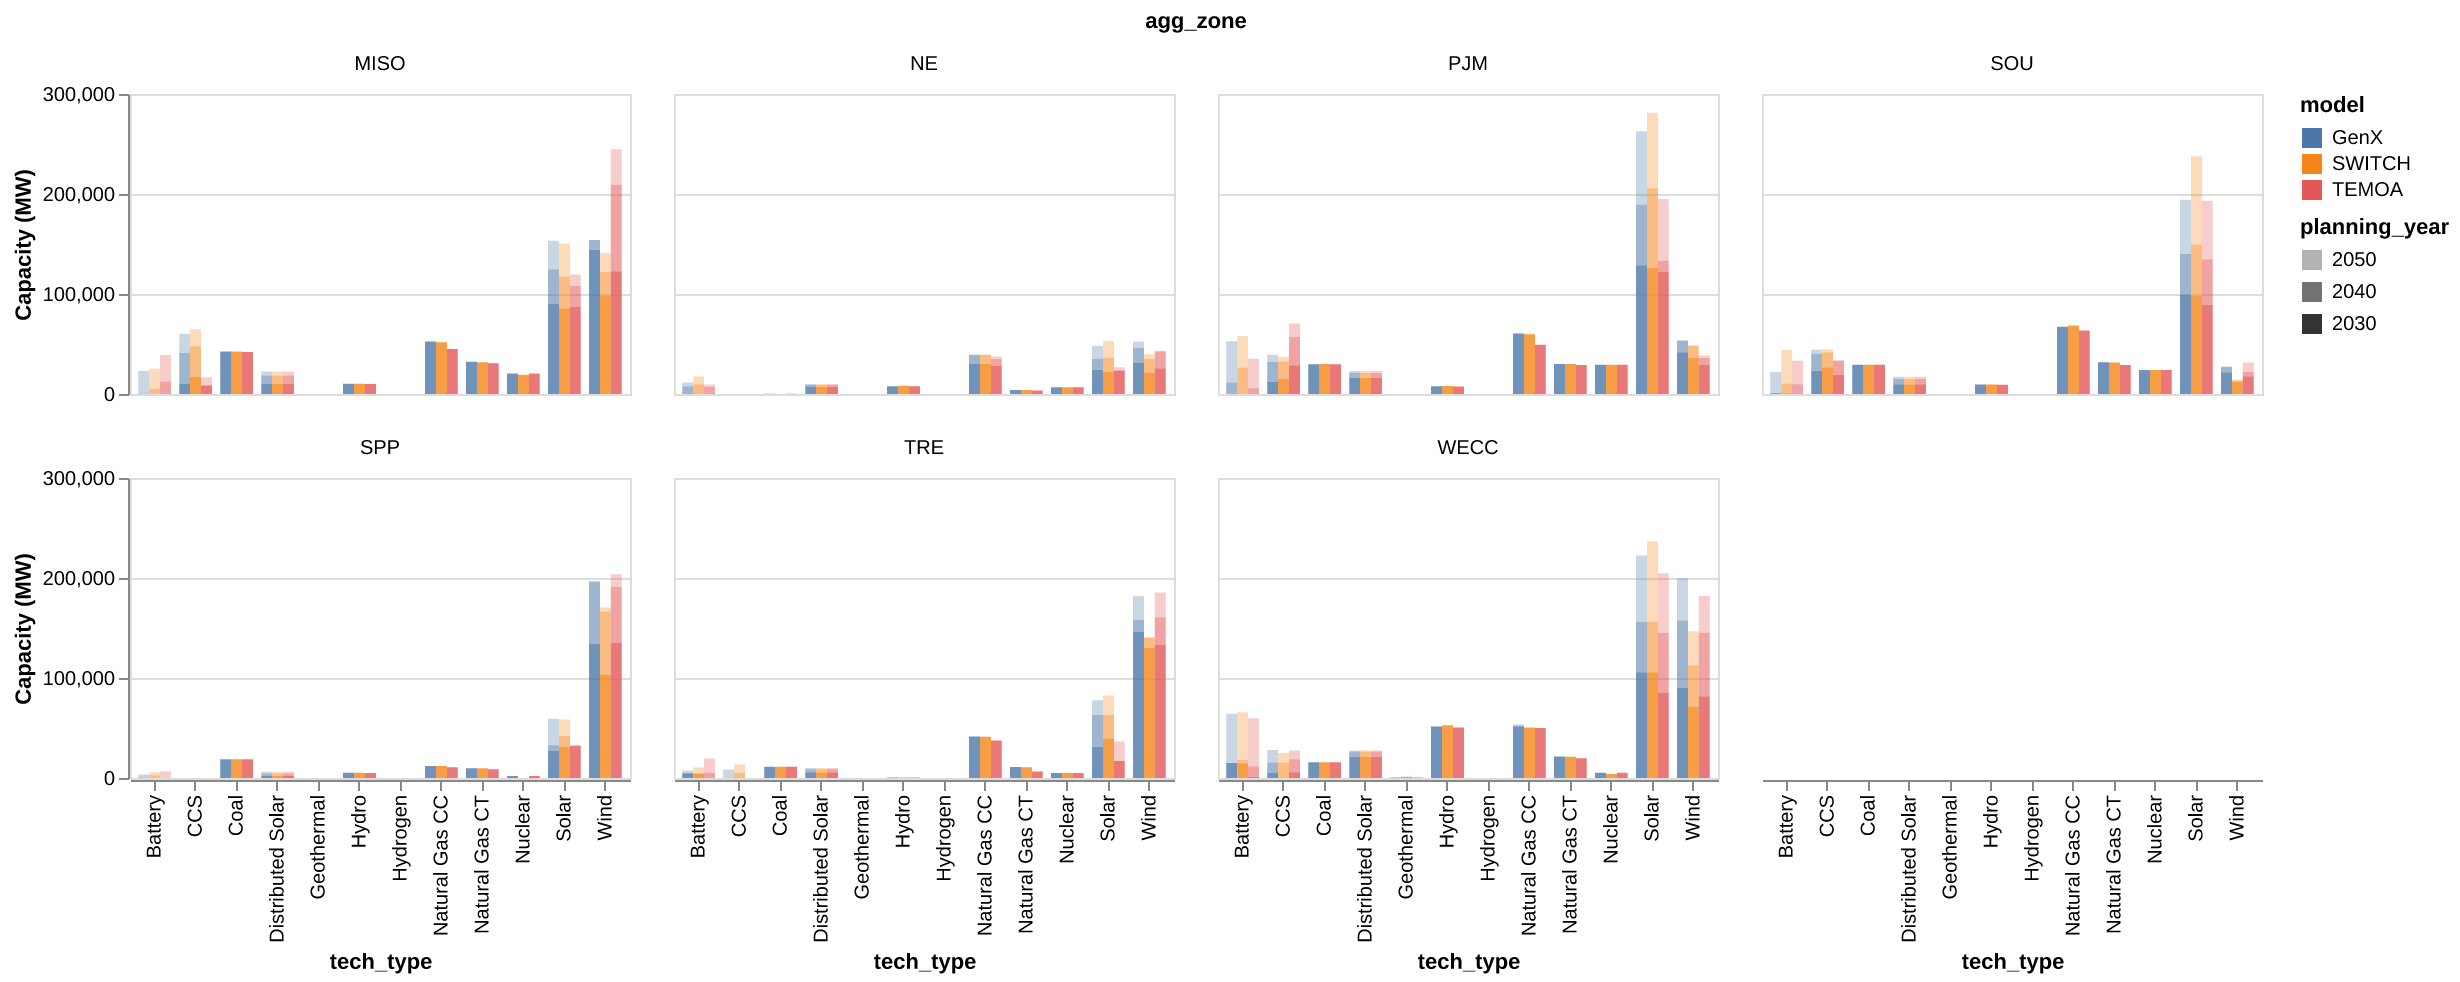 agg_zone
MISO
NE
PJM
SOU
300,000
200,000
100,000
0
Capacity (MW)
model
GenX
SWITCH
TEMOA
planning_year
2050
2040
2030
SPP
TRE
WECC
300,000
200,000
100,000
0
Capacity (MW)
Battery
CCS
Coal
Distributed Solar
Geothermal
Hydro
Hydrogen
Natural Gas CC
Natural Gas CT
Nuclear
Solar
Wind
Battery
CCS
Coal
Distributed Solar
Geothermal
Hydro
Hydrogen
Natural Gas CC
Natural Gas CT
Nuclear
Solar
Wind
Battery
CCS
Coal
Distributed Solar
Geothermal
Hydro
Hydrogen
Natural Gas CC
Natural Gas CT
Nuclear
Solar
Wind
Battery
CCS
Coal
Distributed Solar
Geothermal
Hydro
Hydrogen
Natural Gas CC
Natural Gas CT
Nuclear
Solar
Wind
tech_type
tech_type
tech_type
tech_type